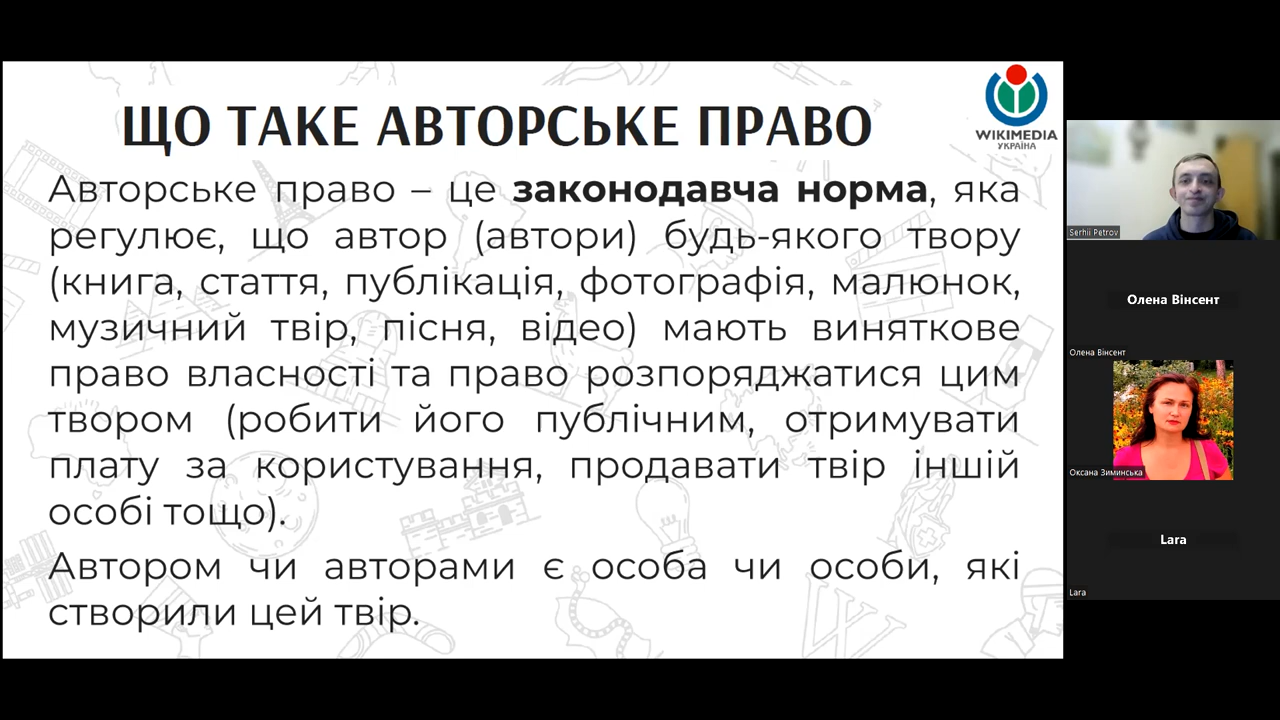 ЩО ТАКЕ АВТОРСЬКЕ ПРАВО
WIKIMEDIA
УКРАЇНА
Авторське право – це законодавча норма, яка
регулює, що автор (автори) будь-якого твору
(книга, стаття, публікація, фотографія, малюнок,
музичний твір, пісня, відео) мають виняткове
право власності та право розпоряджатися цим
твором (робити його публічним, отримувати
плату за користування, продавати твір іншій
особі тощо).
Автором чи авторами є особа чи особи, які
створили цей твір.
Serhii Petrov
Олена Вінсент
Олена Вінсент
Оксана Зиминська
Lara
Lara